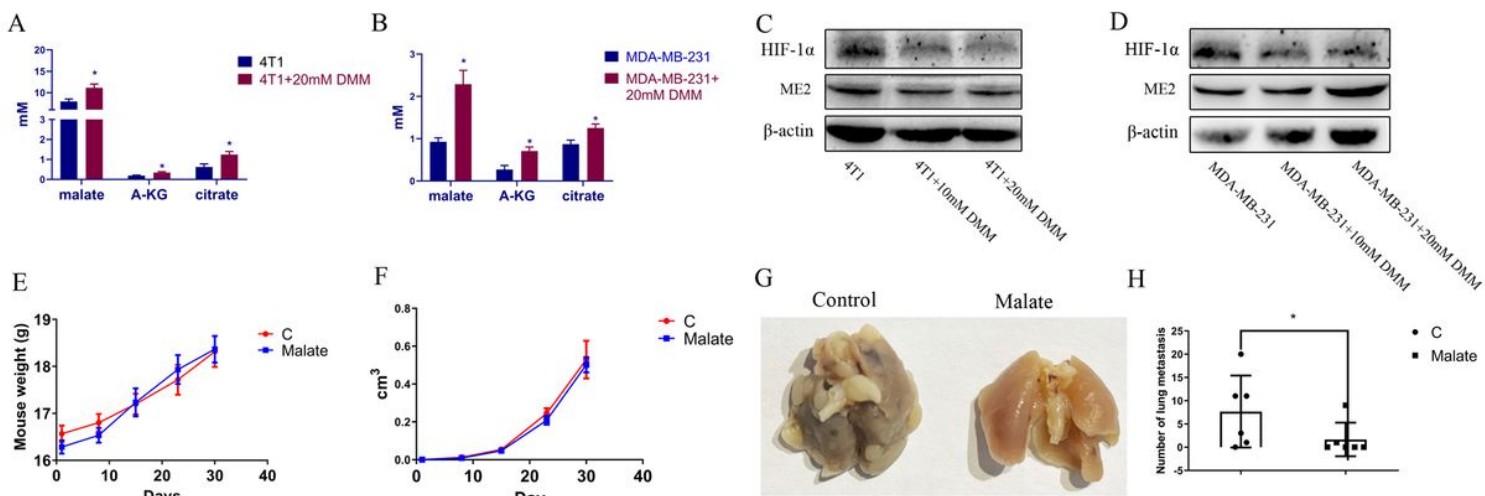 A
20
15
10
5
3
2
1
0
mM
malate
A-KG
citrate
4T1
4T1+20mM DMM
*
*
*
B
3
2
1
0
mM
malate
A-KG
citrate
MDA-MB-231
MDA-MB-231+
20mM DMM
*
*
*
C
HIF-1α
ME2
β-actin
4T1
4T1+10mM DMM
4T1+20mM DMM
D
HIF-1α
ME2
β-actin
MDA-MB-231
MDA-MB-231+10mM DMM
MDA-MB-231+20mM DMM
E
19
18
17
16
Mouse weight (g)
0
10
20
30
40
Days
C
Malate
F
0.8
0.6
0.4
0.2
0.0
cm3
0
10
20
30
40
Day
C
Malate
G
Control
Malate
H
25
20
15
10
5
0
-5
Number of lung metastasis
*
C
Malate